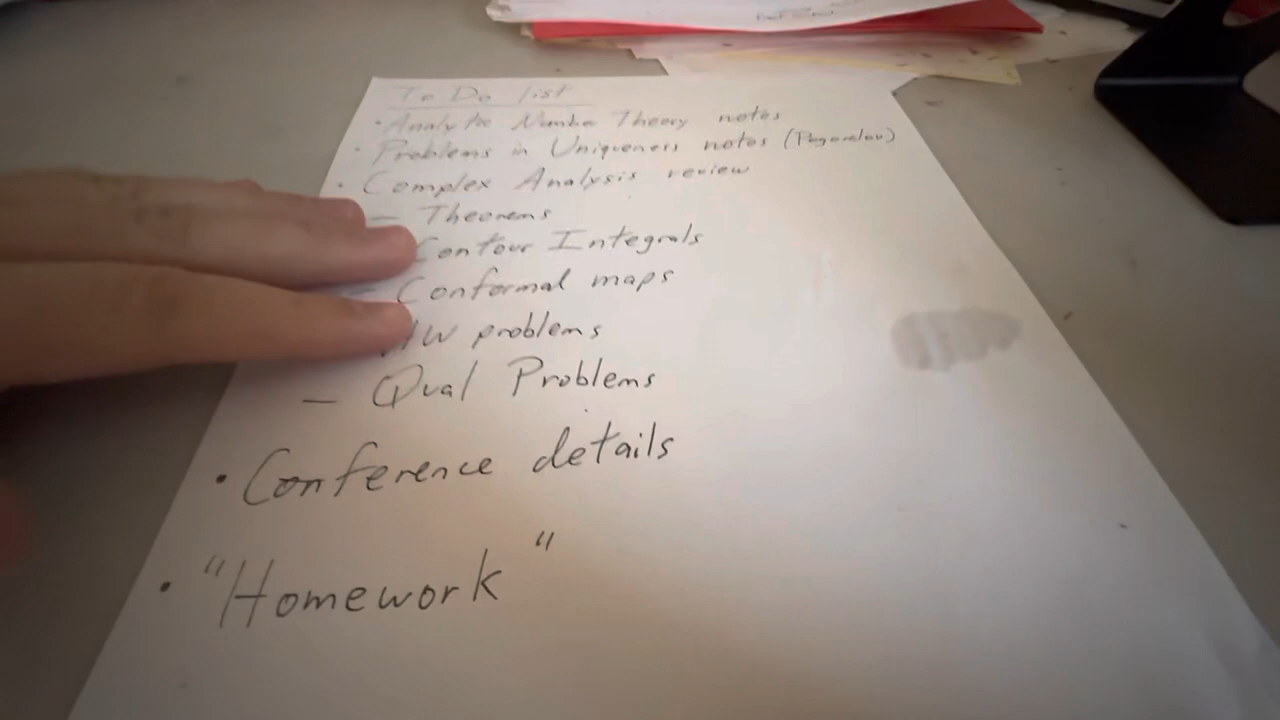 To Do list
• Analytic Number Theory notes
• Problems in Uniqueness notes (Pogorelov)
• Complex Analysis review
— Theorems
Contour Integrals
– Conformal maps
HW problems
— Qual Problems
• Conference details
• "Homework"